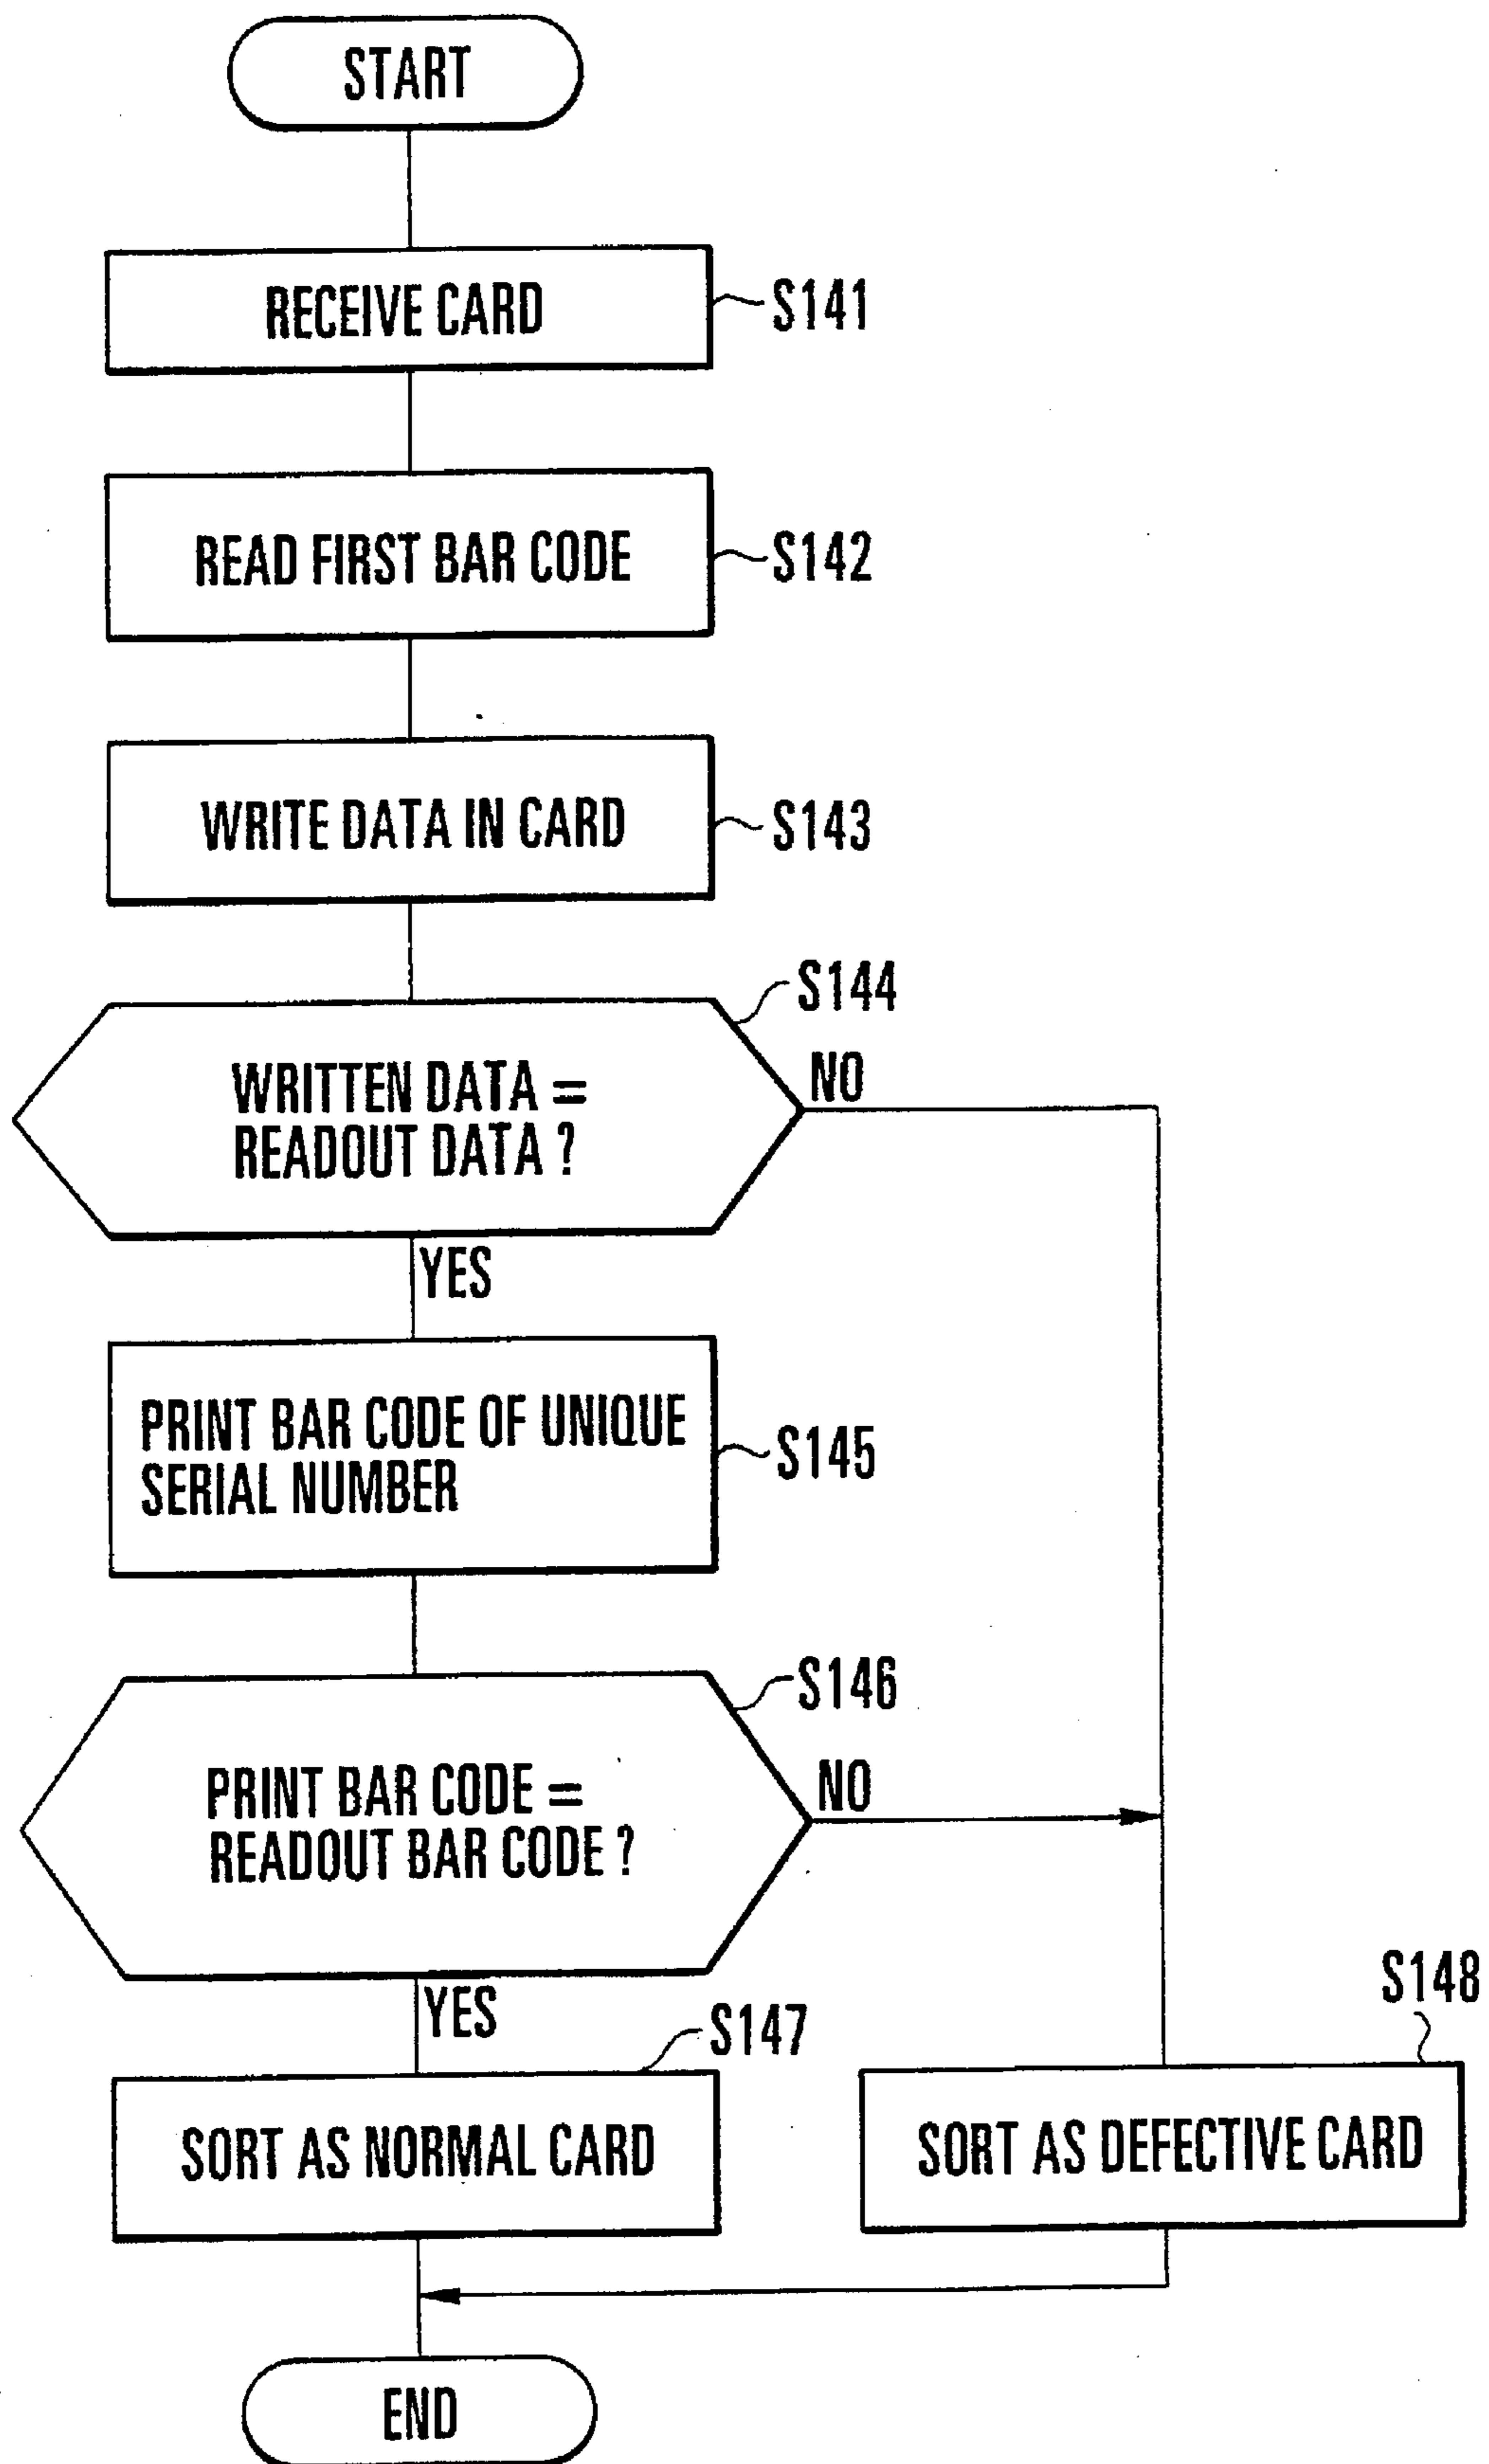 START
RECEIVE CARD
S141
READ FIRST BAR CODE
S142
WRITE DATA IN CARD
S143
S144
WRITTEN DATA =
READOUT DATA ?
NO
YES
PRINT BAR CODE OF UNIQUE
SERIAL NUMBER
S145
S146
PRINT BAR CODE =
READOUT BAR CODE ?
NO
YES
S147
S148
SORT AS NORMAL CARD
SORT AS DEFECTIVE CARD
END